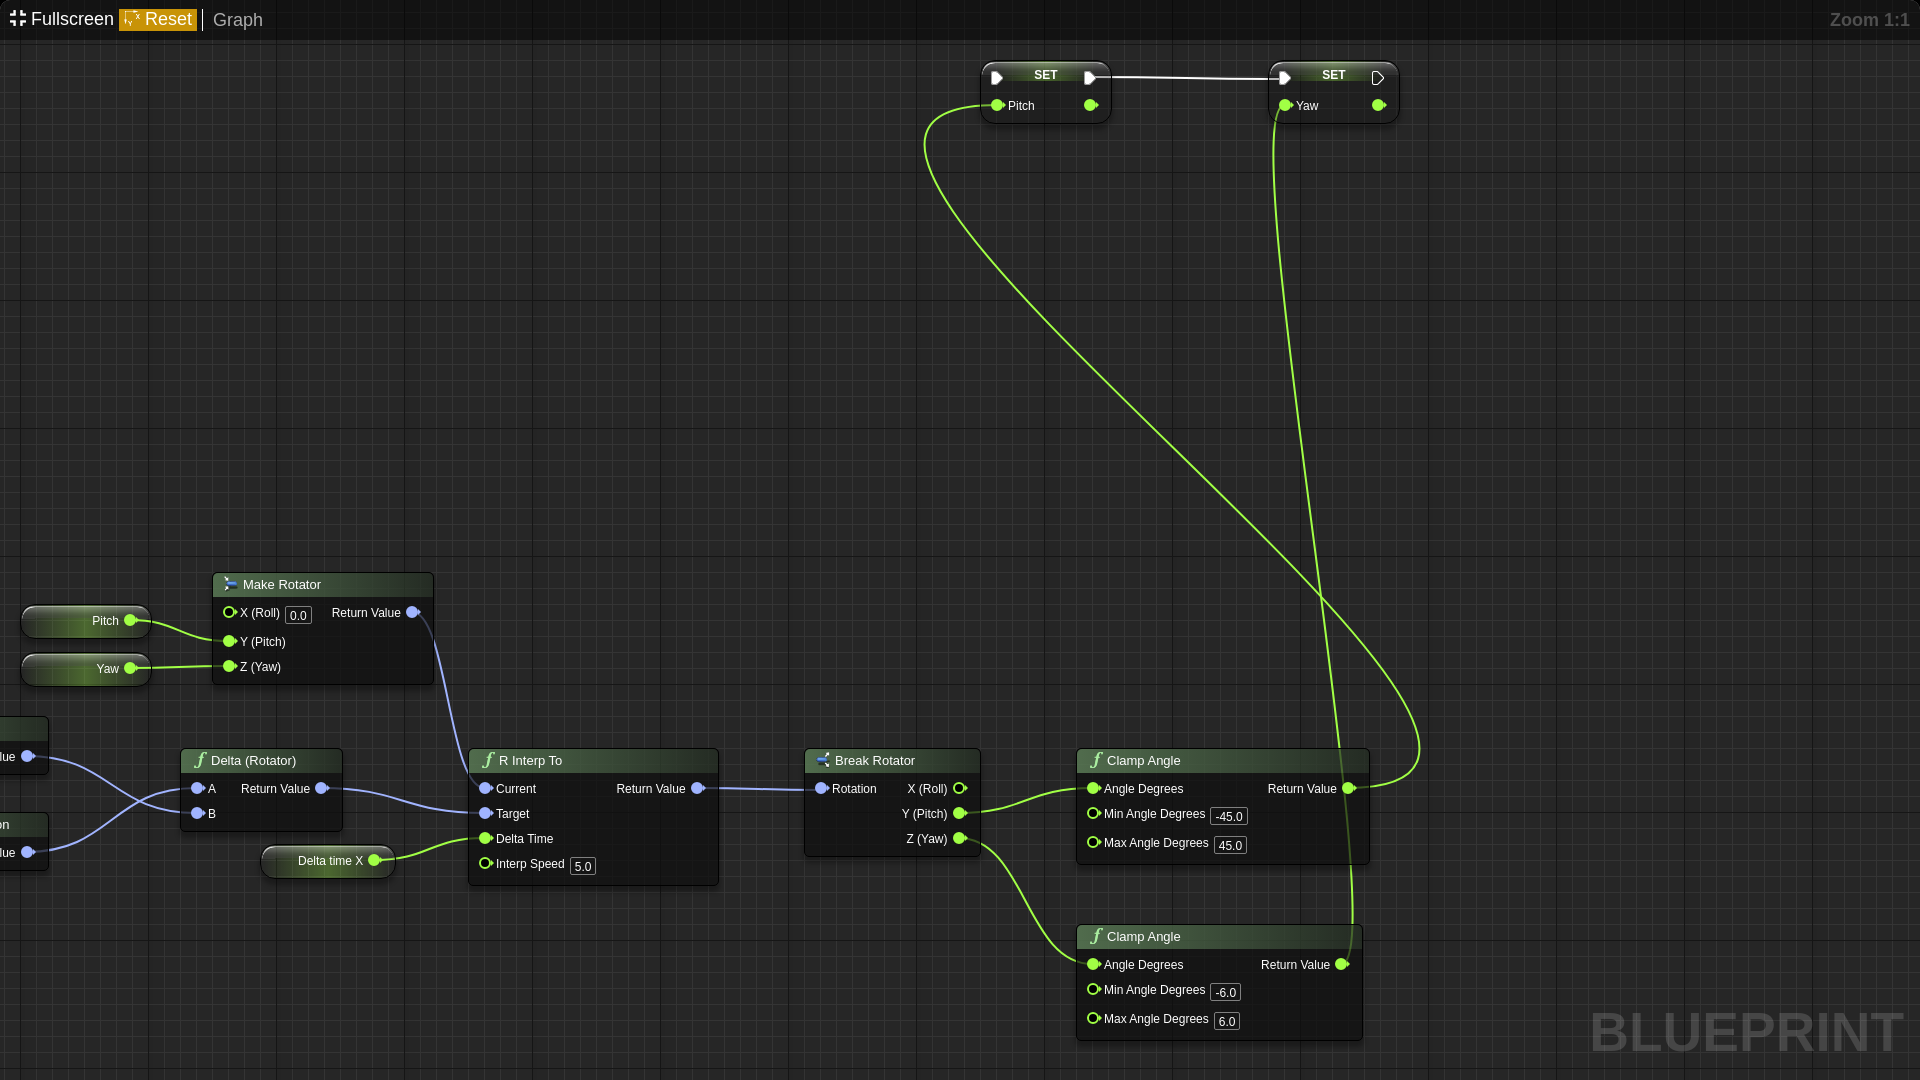 Fullscreen Reset Graph Zoom 1:1
SET
Pitch
SET
Yaw
Make Rotator
X (Roll) 0.0 Return Value
Y (Pitch)
Z (Yaw)
Pitch
Yaw
lue
on
lue
Delta (Rotator)
A Return Value
B
Delta time X
R Interp To
Current Return Value
Target
Delta Time
Interp Speed 5.0
Break Rotator
Rotation X (Roll)
Y (Pitch)
Z (Yaw)
Clamp Angle
Angle Degrees Return Value
Min Angle Degrees -45.0
Max Angle Degrees 45.0
Clamp Angle
Angle Degrees Return Value
Min Angle Degrees -6.0
Max Angle Degrees 6.0
BLUEPRINT